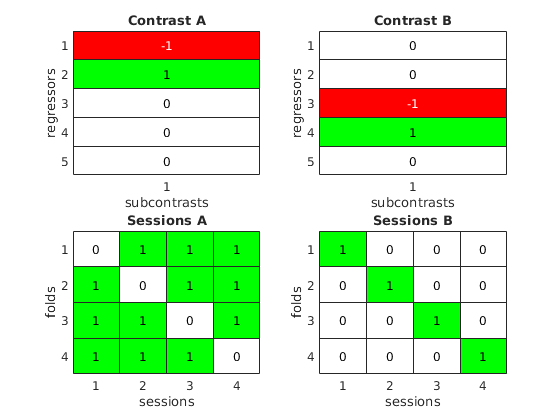 Contrast A
regressors
1 -1
2 1
3 0
4 0
5 0
1
subcontrasts
Contrast B
regressors
1 0
2 0
3 -1
4 1
5 0
1
subcontrasts
Sessions A
folds
1 0 1 1 1
2 1 0 1 1
3 1 1 0 1
4 1 1 1 0
1 2 3 4
sessions
Sessions B
folds
1 1 0 0 0
2 0 1 0 0
3 0 0 1 0
4 0 0 0 1
1 2 3 4
sessions